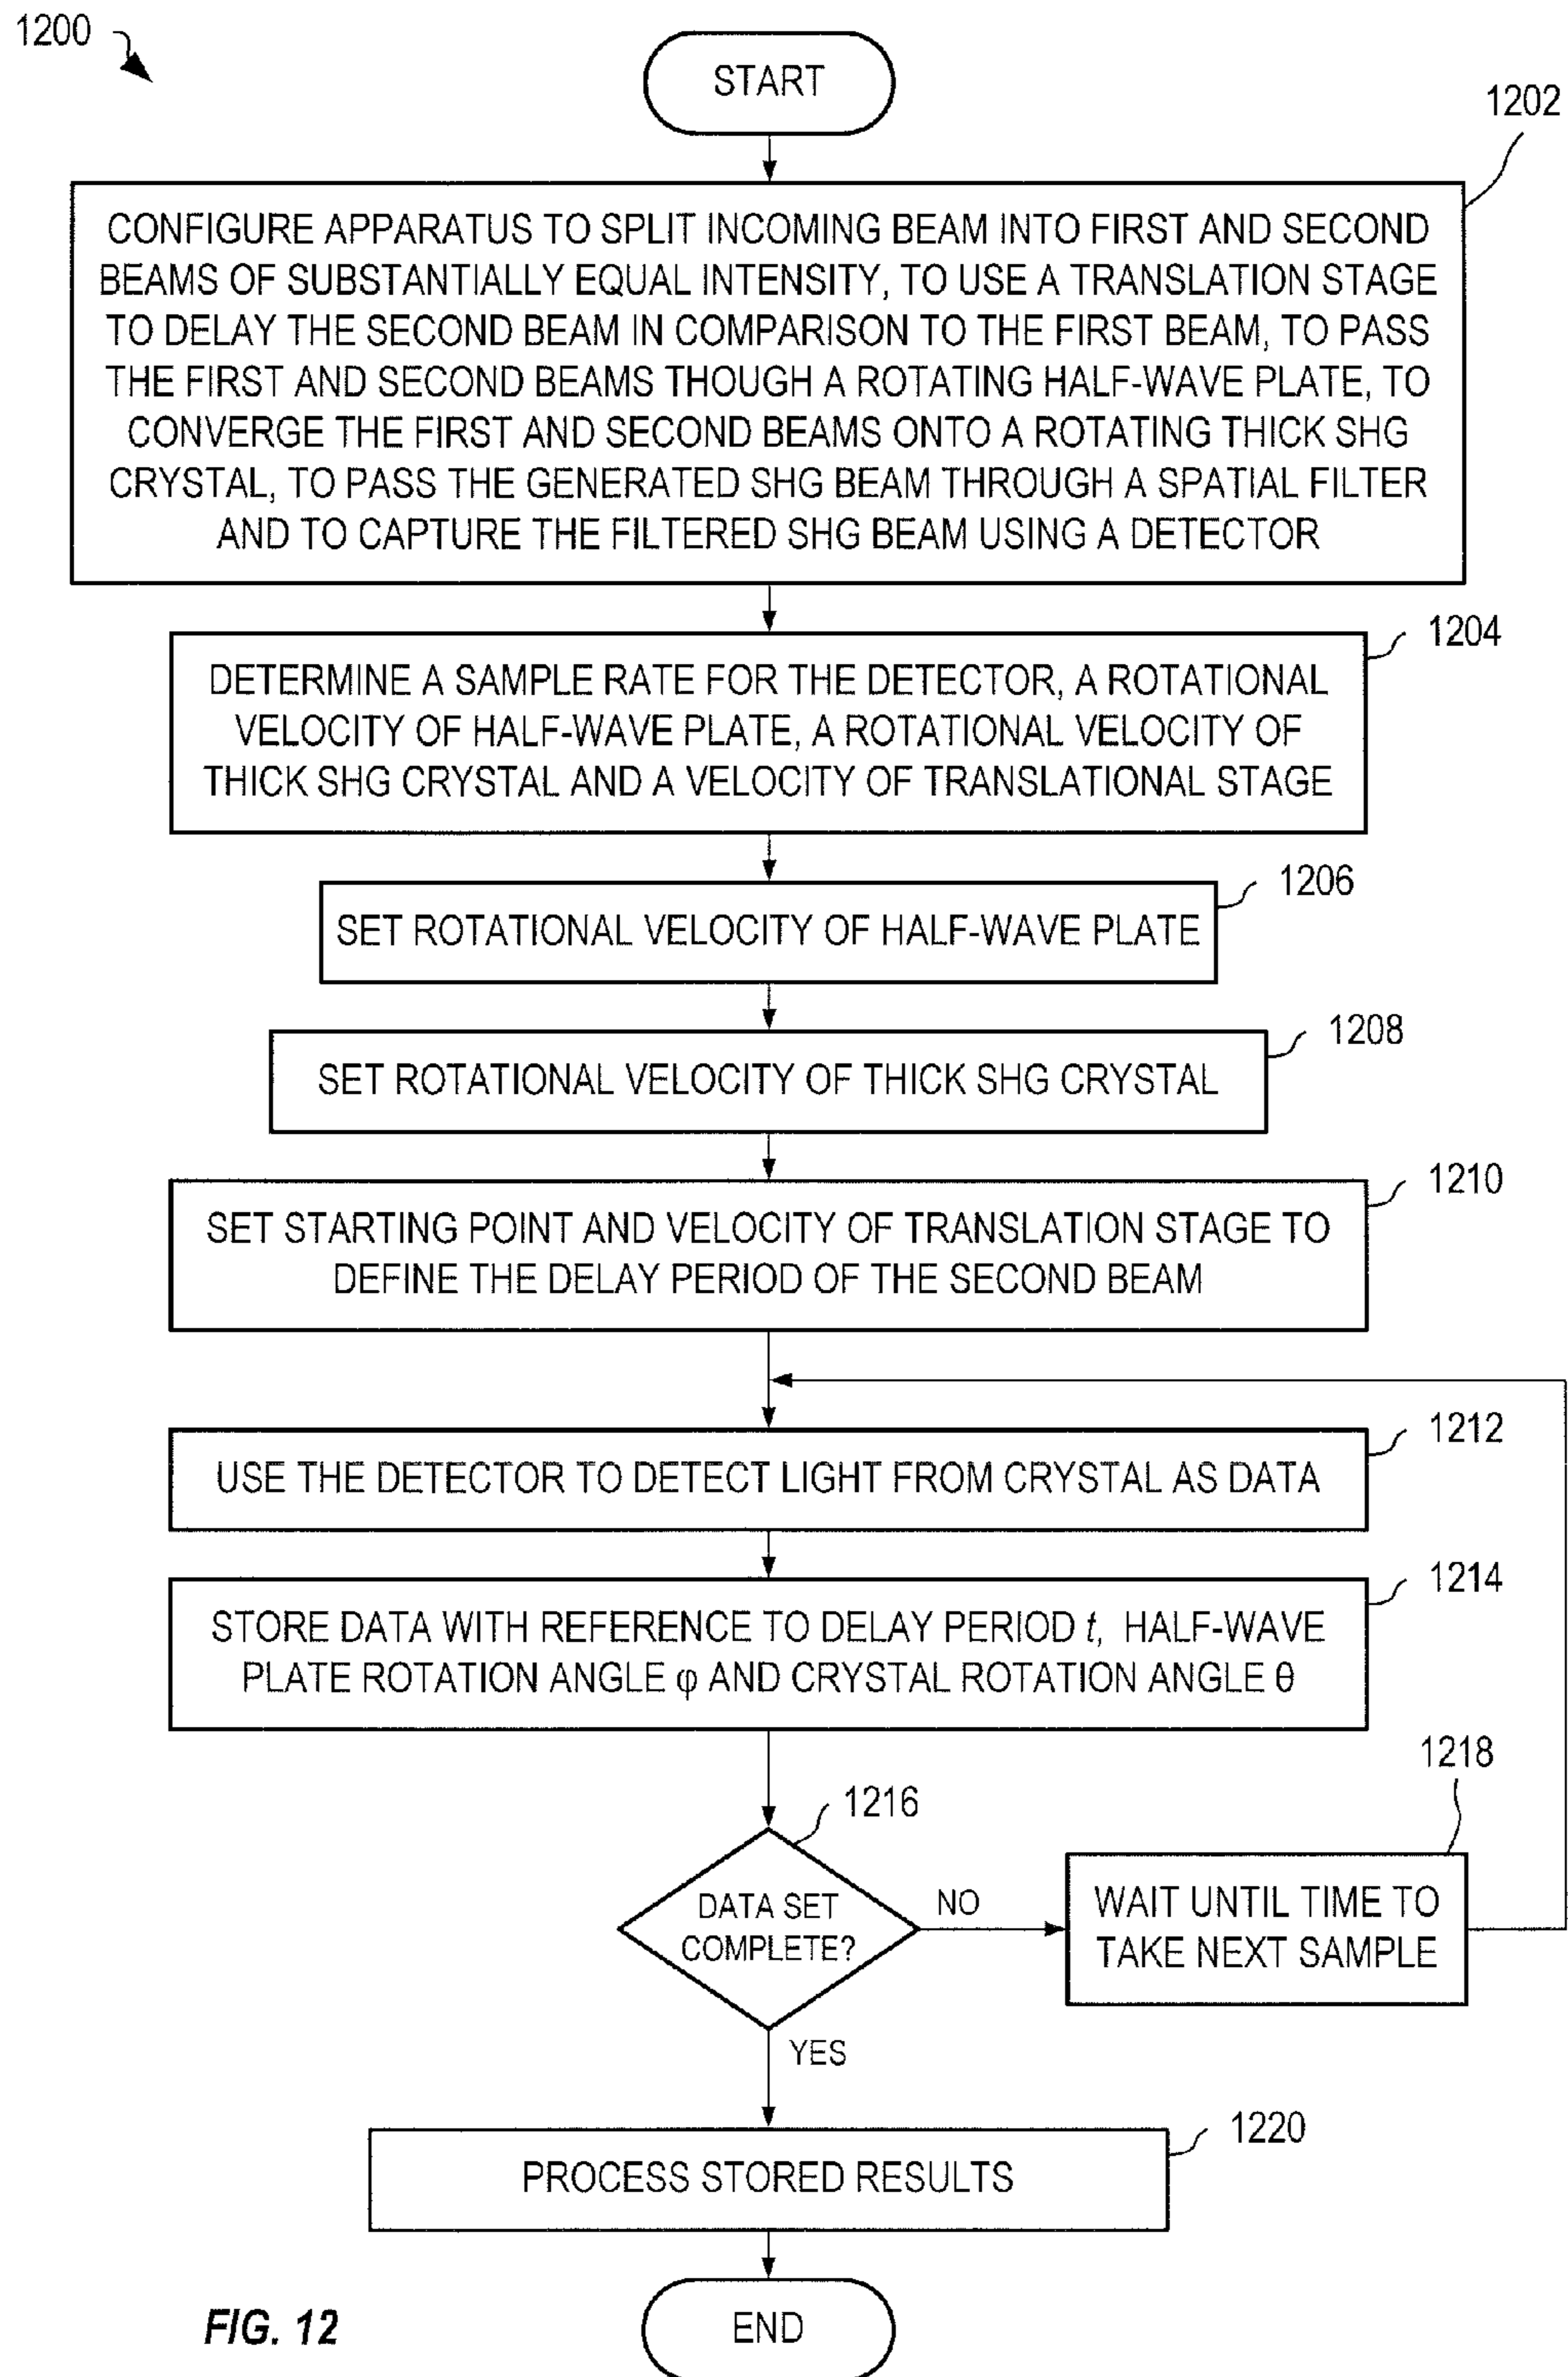 1200
START
1202
CONFIGURE APPARATUS TO SPLIT INCOMING BEAM INTO FIRST AND SECOND
BEAMS OF SUBSTANTIALLY EQUAL INTENSITY, TO USE A TRANSLATION STAGE
TO DELAY THE SECOND BEAM IN COMPARISON TO THE FIRST BEAM, TO PASS
THE FIRST AND SECOND BEAMS THOUGH A ROTATING HALF-WAVE PLATE, TO
CONVERGE THE FIRST AND SECOND BEAMS ONTO A ROTATING THICK SHG
CRYSTAL, TO PASS THE GENERATED SHG BEAM THROUGH A SPATIAL FILTER
AND TO CAPTURE THE FILTERED SHG BEAM USING A DETECTOR
1204
DETERMINE A SAMPLE RATE FOR THE DETECTOR, A ROTATIONAL
VELOCITY OF HALF-WAVE PLATE, A ROTATIONAL VELOCITY OF
THICK SHG CRYSTAL AND A VELOCITY OF TRANSLATIONAL STAGE
1206
SET ROTATIONAL VELOCITY OF HALF-WAVE PLATE
1208
SET ROTATIONAL VELOCITY OF THICK SHG CRYSTAL
1210
SET STARTING POINT AND VELOCITY OF TRANSLATION STAGE TO
DEFINE THE DELAY PERIOD OF THE SECOND BEAM
1212
USE THE DETECTOR TO DETECT LIGHT FROM CRYSTAL AS DATA
1214
STORE DATA WITH REFERENCE TO DELAY PERIOD t, HALF-WAVE
PLATE ROTATION ANGLE φ AND CRYSTAL ROTATION ANGLE θ
1216
DATA SET
COMPLETE?
NO
1218
WAIT UNTIL TIME TO
TAKE NEXT SAMPLE
YES
1220
PROCESS STORED RESULTS
END
FIG. 12